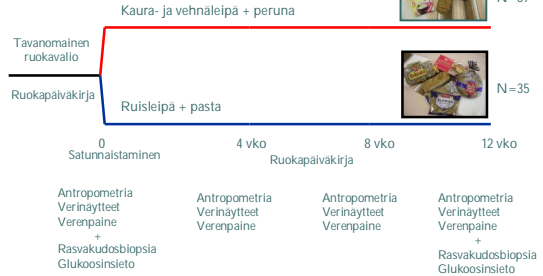 Kaura- ja vehnäleipä + peruna
Tavanomainen
ruokavalio
Ruokapäiväkirja
Ruisleipä + pasta
N=35
0
4 vko
8 vko
12 vko
Satunnaistaminen
Ruokapäiväkirja
Antropometria
Verinäytteet
Verenpaine
+
Rasvakudosbiopsia
Glukoosinsieto
Antropometria
Verinäytteet
Verenpaine
Antropometria
Verinäytteet
Verenpaine
Antropometria
Verinäytteet
Verenpaine
+
Rasvakudosbiopsia
Glukoosinsieto